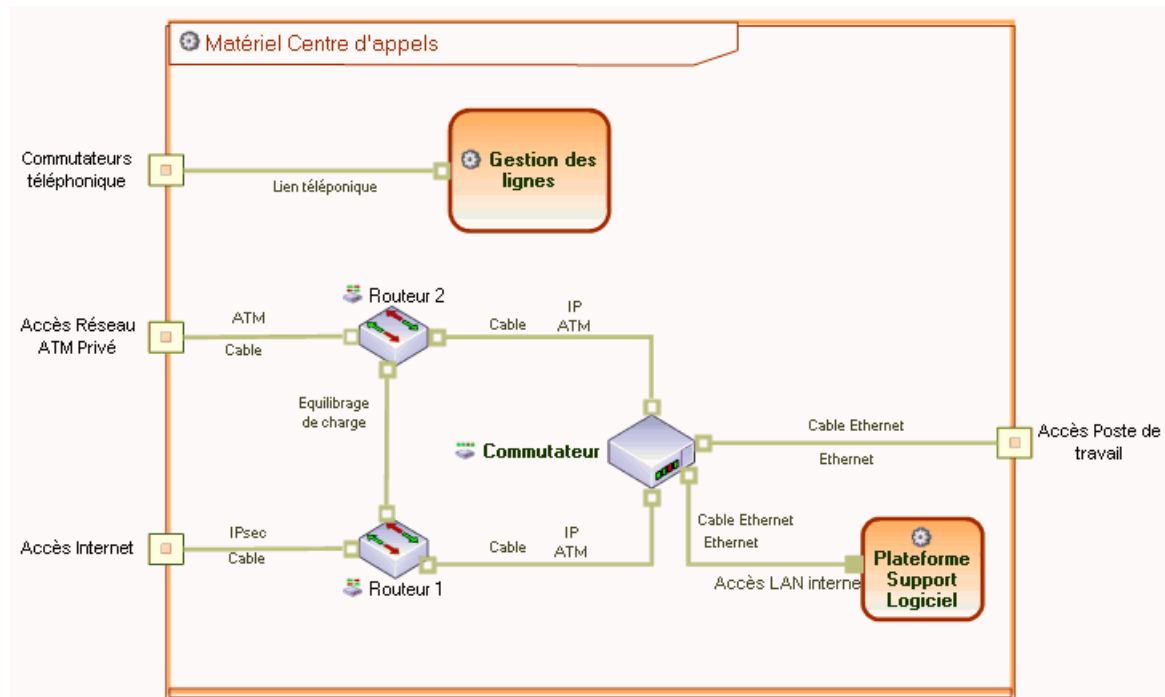 Matériel Centre d'appels
Commutateurs
téléphonique
Lien téléponique
Gestion des
lignes
Routeur 2
Accès Réseau
ATM Privé
ATM
Cable
Cable
IP
ATM
Equilibrage
de charge
Commutateur
Cable Ethernet
Ethernet
Accès Poste de
travail
Accès Internet
IPsec
Cable
Routeur 1
Cable
IP
ATM
Cable Ethernet
Ethernet
Accès LAN interne
Plateforme
Support
Logiciel